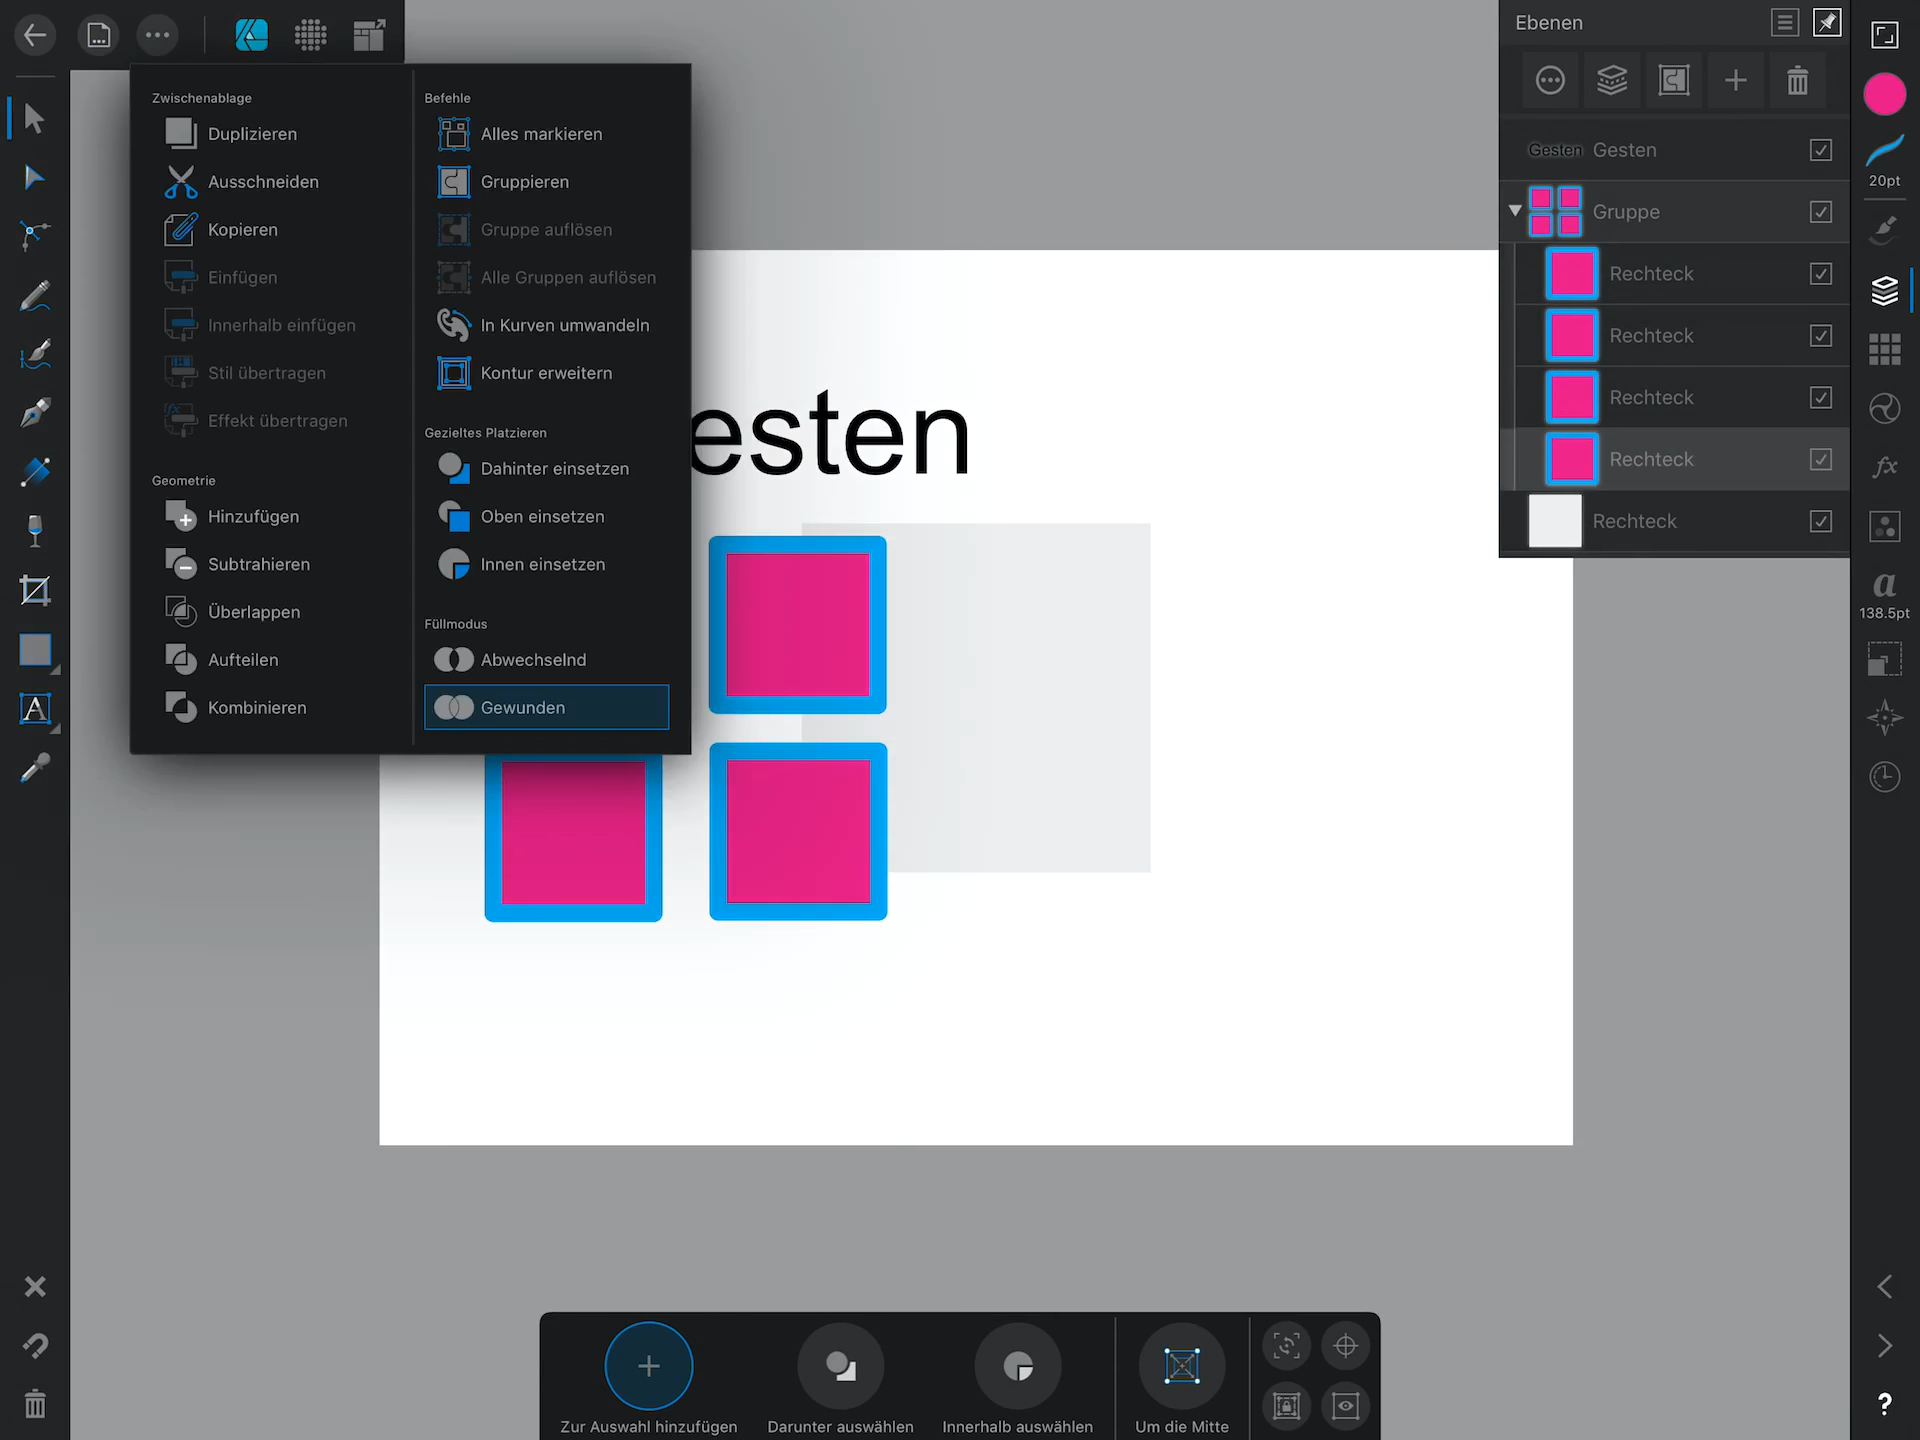 Ebenen
Zwischenablage
Duplizieren
Ausschneiden
Kopieren
Einfügen
Innerhalb einfügen
Stil übertragen
Effekt übertragen
Geometrie
Hinzufügen
Subtrahieren
Überlappen
Aufteilen
Kombinieren
Befehle
Alles markieren
Gruppieren
Gruppe auflösen
Alle Gruppen auflösen
In Kurven umwandeln
Kontur erweitern
Gezieltes Platzieren
Dahinter einsetzen
Oben einsetzen
Innen einsetzen
Füllmodus
Abwechselnd
Gewunden
esten
Gesten Gesten
Gruppe
Rechteck
Rechteck
Rechteck
Rechteck
Rechteck
20pt
fx
a
138.5pt
A
Zur Auswahl hinzufügen
Darunter auswählen
Innerhalb auswählen
Um die Mitte
?